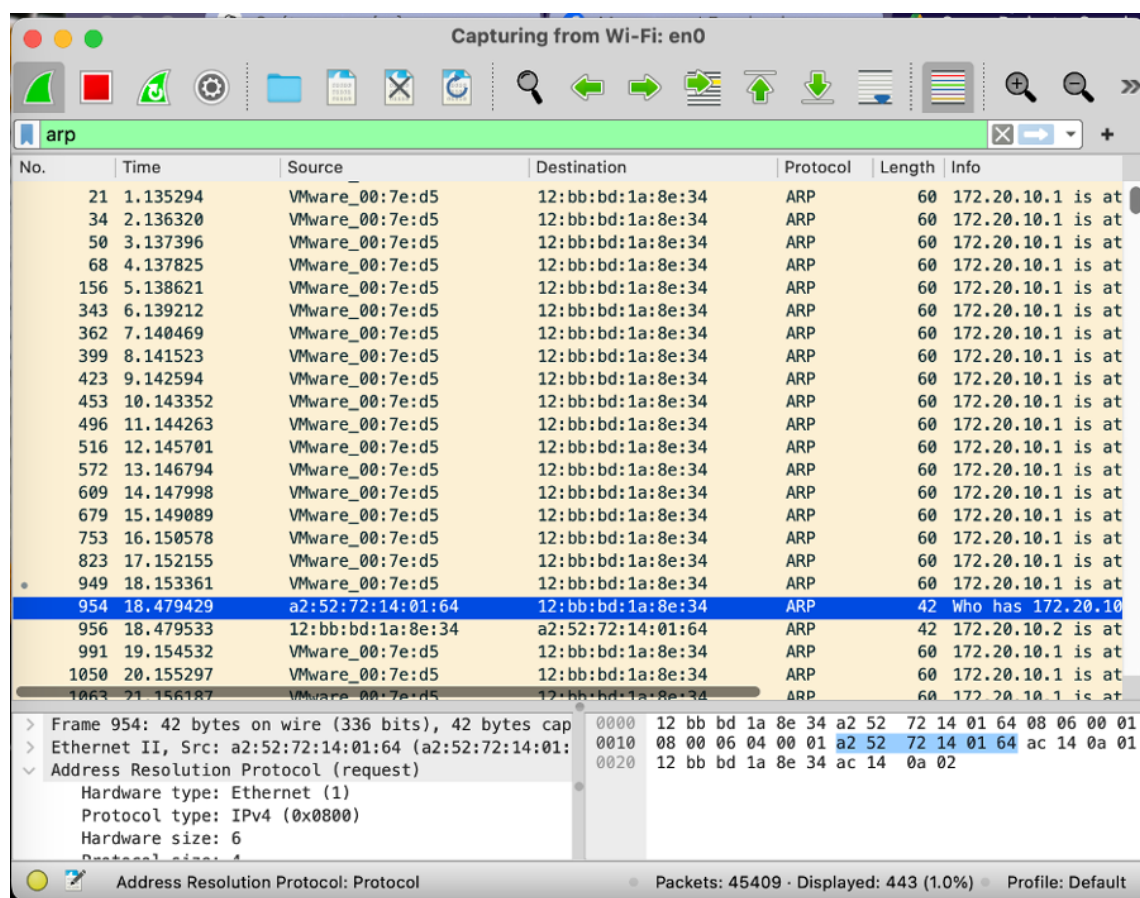 Capturing from Wi-Fi: en0
arp
No. Time Source Destination Protocol Length Info
21 1.135294 VMware_00:7e:d5 12:bb:bd:1a:8e:34 ARP 60 172.20.10.1 is at
34 2.136320 VMware_00:7e:d5 12:bb:bd:1a:8e:34 ARP 60 172.20.10.1 is at
50 3.137396 VMware_00:7e:d5 12:bb:bd:1a:8e:34 ARP 60 172.20.10.1 is at
68 4.137825 VMware_00:7e:d5 12:bb:bd:1a:8e:34 ARP 60 172.20.10.1 is at
156 5.138621 VMware_00:7e:d5 12:bb:bd:1a:8e:34 ARP 60 172.20.10.1 is at
343 6.139212 VMware_00:7e:d5 12:bb:bd:1a:8e:34 ARP 60 172.20.10.1 is at
362 7.140469 VMware_00:7e:d5 12:bb:bd:1a:8e:34 ARP 60 172.20.10.1 is at
399 8.141523 VMware_00:7e:d5 12:bb:bd:1a:8e:34 ARP 60 172.20.10.1 is at
423 9.142594 VMware_00:7e:d5 12:bb:bd:1a:8e:34 ARP 60 172.20.10.1 is at
453 10.143352 VMware_00:7e:d5 12:bb:bd:1a:8e:34 ARP 60 172.20.10.1 is at
496 11.144263 VMware_00:7e:d5 12:bb:bd:1a:8e:34 ARP 60 172.20.10.1 is at
516 12.145701 VMware_00:7e:d5 12:bb:bd:1a:8e:34 ARP 60 172.20.10.1 is at
572 13.146794 VMware_00:7e:d5 12:bb:bd:1a:8e:34 ARP 60 172.20.10.1 is at
609 14.147998 VMware_00:7e:d5 12:bb:bd:1a:8e:34 ARP 60 172.20.10.1 is at
679 15.149089 VMware_00:7e:d5 12:bb:bd:1a:8e:34 ARP 60 172.20.10.1 is at
753 16.150578 VMware_00:7e:d5 12:bb:bd:1a:8e:34 ARP 60 172.20.10.1 is at
823 17.152155 VMware_00:7e:d5 12:bb:bd:1a:8e:34 ARP 60 172.20.10.1 is at
949 18.153361 VMware_00:7e:d5 12:bb:bd:1a:8e:34 ARP 60 172.20.10.1 is at
954 18.479429 a2:52:72:14:01:64 12:bb:bd:1a:8e:34 ARP 42 Who has 172.20.10
956 18.479533 12:bb:bd:1a:8e:34 a2:52:72:14:01:64 ARP 42 172.20.10.2 is at
991 19.154532 VMware_00:7e:d5 12:bb:bd:1a:8e:34 ARP 60 172.20.10.1 is at
1050 20.155297 VMware_00:7e:d5 12:bb:bd:1a:8e:34 ARP 60 172.20.10.1 is at
1063 21.156187 VMware_00:7e:d5 12:bb:bd:1a:8e:34 ARP 60 172.20.10.1 is at
Frame 954: 42 bytes on wire (336 bits), 42 bytes cap
Ethernet II, Src: a2:52:72:14:01:64 (a2:52:72:14:01:
Address Resolution Protocol (request)
Hardware type: Ethernet (1)
Protocol type: IPv4 (0x0800)
Hardware size: 6
0000 12 bb bd 1a 8e 34 a2 52 72 14 01 64 08 06 00 01
0010 08 00 06 04 00 01 a2 52 72 14 01 64 ac 14 0a 01
0020 12 bb bd 1a 8e 34 ac 14 0a 02
Address Resolution Protocol: Protocol Packets: 45409 · Displayed: 443 (1.0%) Profile: Default